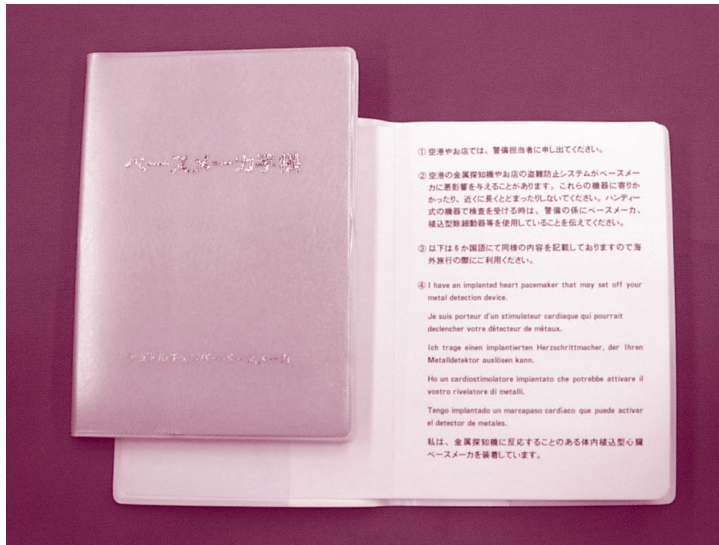 ペースメーカ手帳
① 空港やお店では、警備担当者に申し出てください。
② 空港の金属探知機やお店の盗難防止システムがペースメー
カに悪影響を与えることがあります。これらの機器に寄りか
かったり、近くに長くとどまったりしないでください。ハンディー
式の機器で検査を受ける時は、警備の係にペースメーカ、
植込型除細動器等を使用していることを伝えてください。
③ 以下は6か国語にて同様の内容を記載しておりますので海
外旅行の際にご利用ください。
④ I have an implanted heart pacemaker that may set off your
metal detection device.
Je suis porteur d'un stimulateur cardiaque qui pourrait
declencher votre détecteur de métaux.
Ich trage einen implantierten Herzschrittmacher, der Ihren
Metalldetektor auslösen kann.
Ho un cardiostimolatore impiantato che potrebbe attivare il
vostro rivelatore di metalli.
Tengo implantado un marcapaso cardiaco que puede activar
el detector de metales.
私は、金属探知機に反応することのある体内植込型心臓
ペースメーカを装着しています。